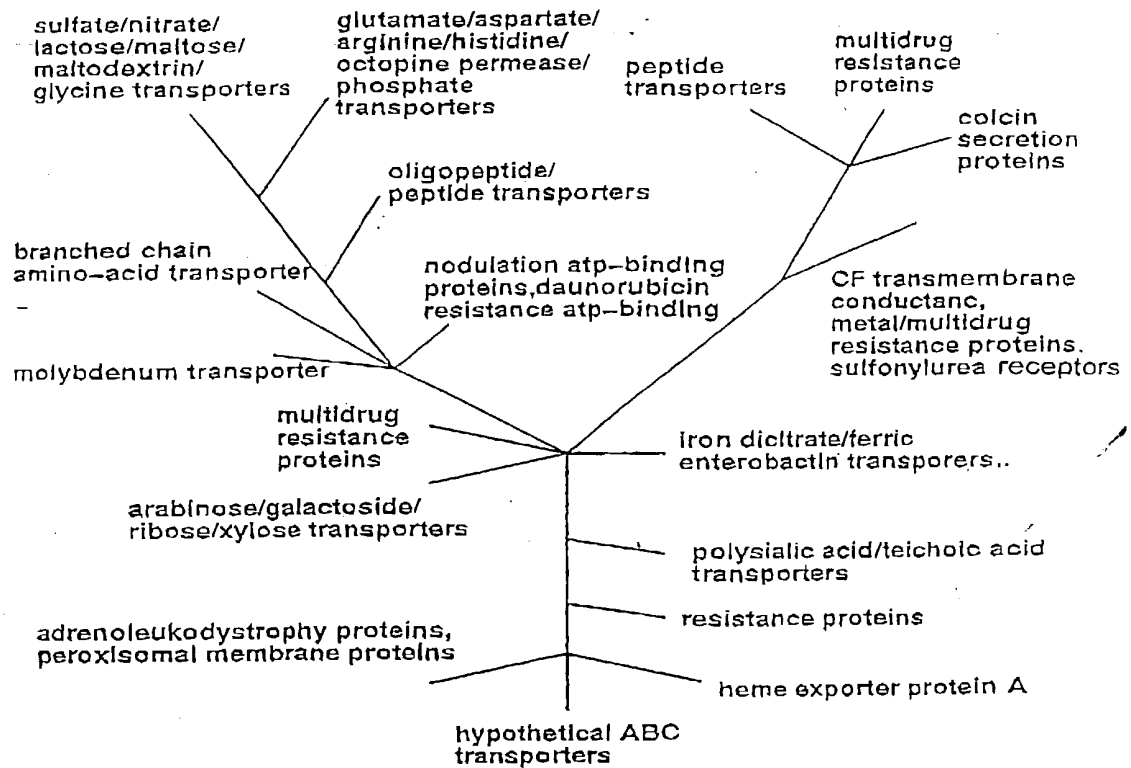 sulfate/nitrate/
lactose/maltose/
maltodextrin/
glycine transporters
glutamate/aspartate/
arginine/histidine/
octopine permease/
phosphate
transporters
peptide
transporters
multidrug
resistance
proteins
colcin
secretion
proteins
oligopeptide/
peptide transporters
branched chain
amino-acid transporter
nodulation atp-binding
proteins,daunorubicin
resistance atp-binding
CF transmembrane
conductanc,
metal/multidrug
resistance proteins.
sulfonylurea receptors
molybdenum transporter
multidrug
resistance
proteins
iron dicitrate/ferric
enterobactin transporers..
arabinose/galactoside/
ribose/xylose transporters
polysialic acid/teichoic acid
transporters
resistance proteins
adrenoleukodystrophy proteins,
peroxisomal membrane proteins
heme exporter protein A
hypothetical ABC
transporters